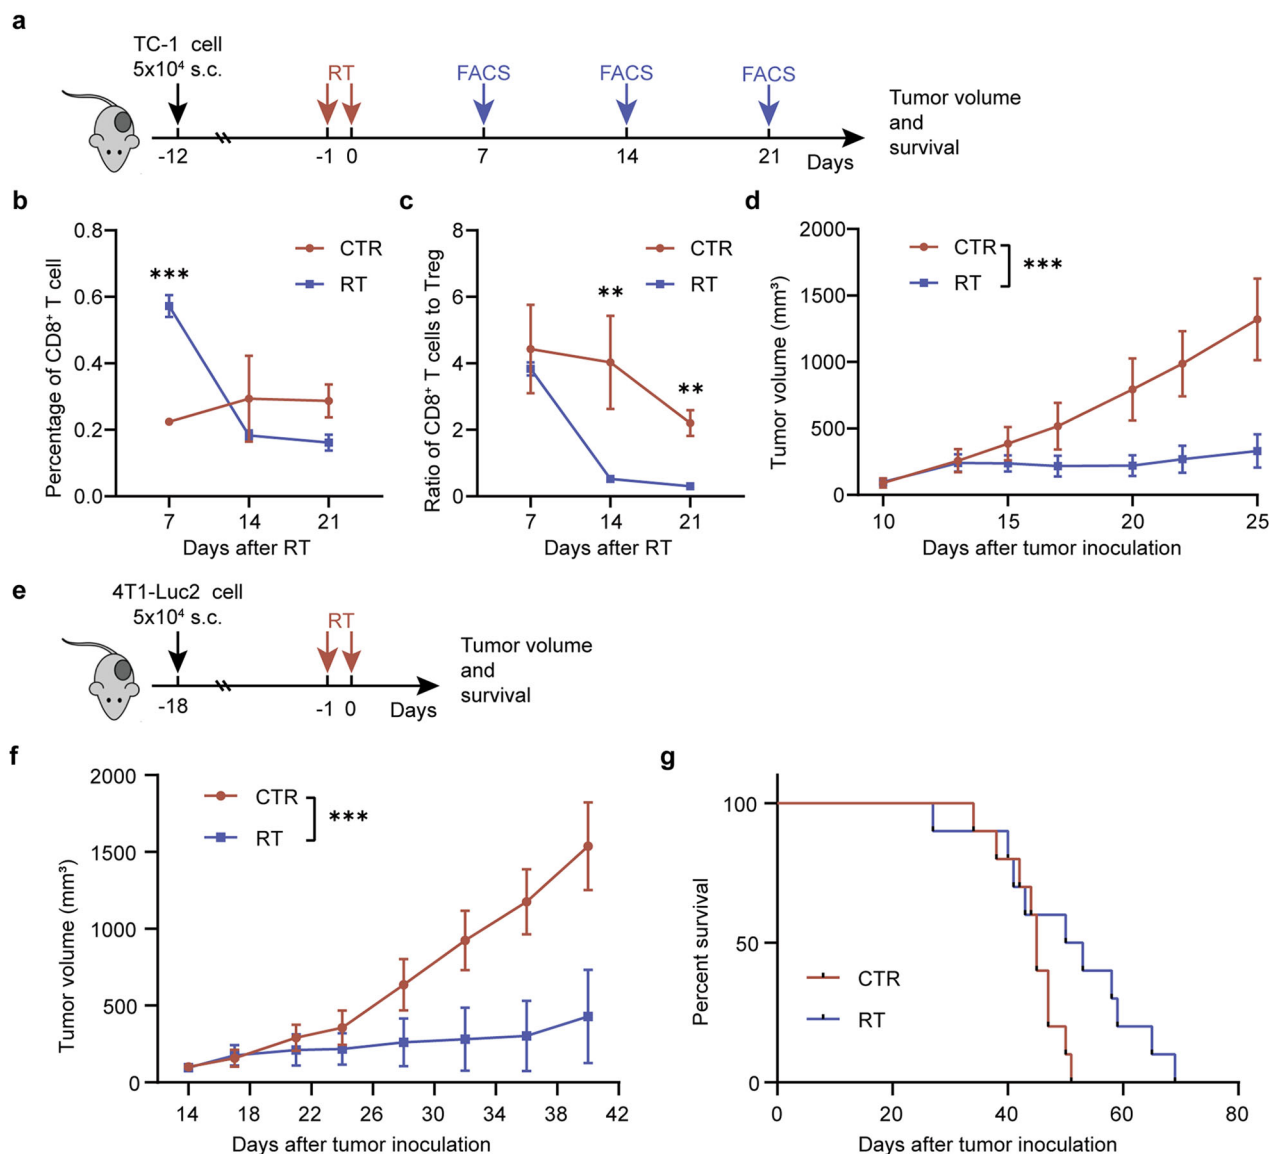 a
TC-1 cell
5x10⁴ s.c.
RT
FACS
FACS
FACS
Tumor volume
and
survival
-12
-1
0
7
14
21
Days
b
Percentage of CD8⁺ T cell
0.8
0.6
0.4
0.2
0.0
***
CTR
RT
7
14
21
Days after RT
c
Ratio of CD8⁺ T cells to Treg
8
6
4
2
0
**
**
CTR
RT
7
14
21
Days after RT
d
Tumor volume (mm³)
2000
1500
1000
500
0
CTR
RT
***
10
15
20
25
Days after tumor inoculation
e
4T1-Luc2 cell
5x10⁴ s.c.
RT
Tumor volume
and
survival
-18
-1
0
Days
f
Tumor volume (mm³)
2000
1500
1000
500
0
CTR
RT
***
14
18
22
26
30
34
38
42
Days after tumor inoculation
g
Percent survival
100
50
0
CTR
RT
0
20
40
60
80
Days after tumor inoculation